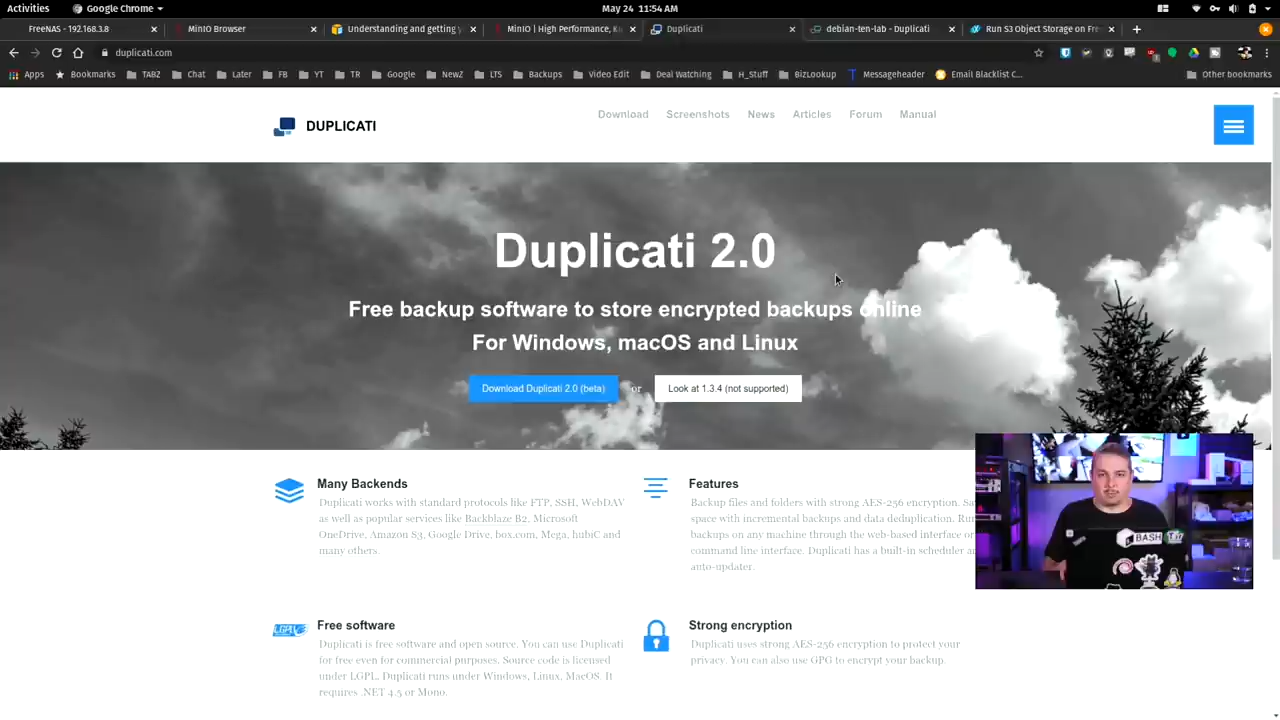 Activities
Google Chrome
May 24 11:54 AM
FreeNAS - 192.168.3.8
MinIO Browser
Understanding and getting
MinIO | High Performance, K
Duplicati
debian-ten-lab - Duplicati
Run S3 Object Storage on Fre
duplicati.com
Apps
Bookmarks
TABZ
Chat
Later
FB
YT
TR
Google
NewZ
LTS
Backups
Video Edit
Deal Watching
H_Stuff
BizLookup
Messageheader
Email Blacklist C...
Other bookmarks
DUPLICATI
Download
Screenshots
News
Articles
Forum
Manual
Duplicati 2.0
Free backup software to store encrypted backups online
For Windows, macOS and Linux
Download Duplicati 2.0 (beta)
or
Look at 1.3.4 (not supported)
Many Backends
Duplicati works with standard protocols like FTP, SSH, WebDAV
as well as popular services like Backblaze B2, Microsoft
OneDrive, Amazon S3, Google Drive, box.com, Mega, hubiC and
many others.
Features
Backup files and folders with strong AES-256 encryption. Sa
space with incremental backups and data deduplication. Run
backups on any machine through the web-based interface or
command line interface. Duplicati has a built-in scheduler an
auto-updater.
Free software
Duplicati is free software and open source. You can use Duplicati
for free even for commercial purposes. Source code is licensed
under LGPL. Duplicati runs under Windows, Linux, MacOS. It
requires .NET 4.5 or Mono.
Strong encryption
Duplicati uses strong AES-256 encryption to protect your
privacy. You can also use GPG to encrypt your backup.
BASH